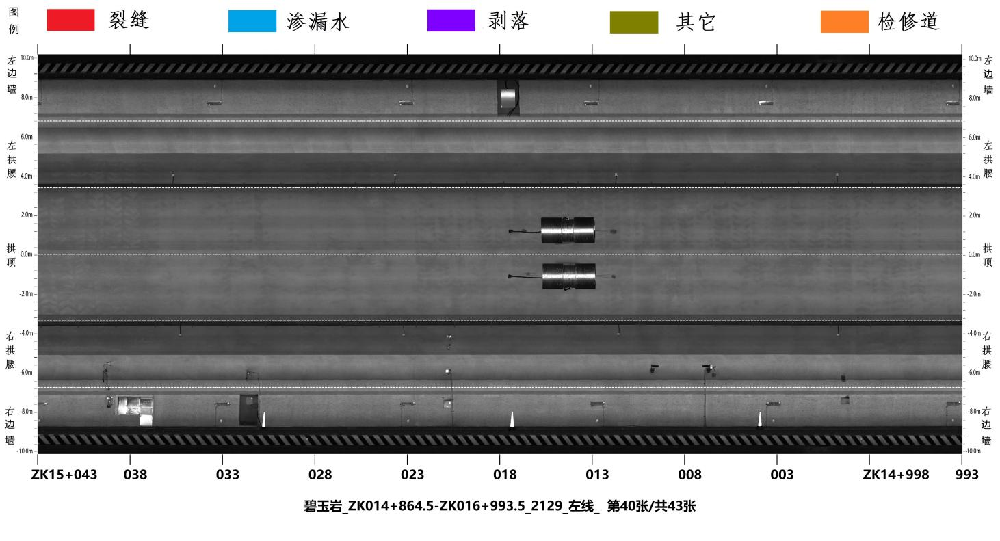 图例 裂缝 渗漏水 剥落 其它 检修道
左边墙 10.0m 10.0m 左边墙
8.0m 8.0m
左拱腰 6.0m 6.0m 左拱腰
4.0m 4.0m
2.0m 2.0m
拱顶 0.0m 0.0m 拱顶
-2.0m -2.0m
右拱腰 -4.0m -4.0m 右拱腰
-6.0m -6.0m
右边墙 -8.0m -8.0m 右边墙
-10.0m -10.0m
ZK15+043 038 033 028 023 018 013 008 003 ZK14+998 993
碧玉岩_ZK014+864.5-ZK016+993.5_2129_左线_ 第40张/共43张